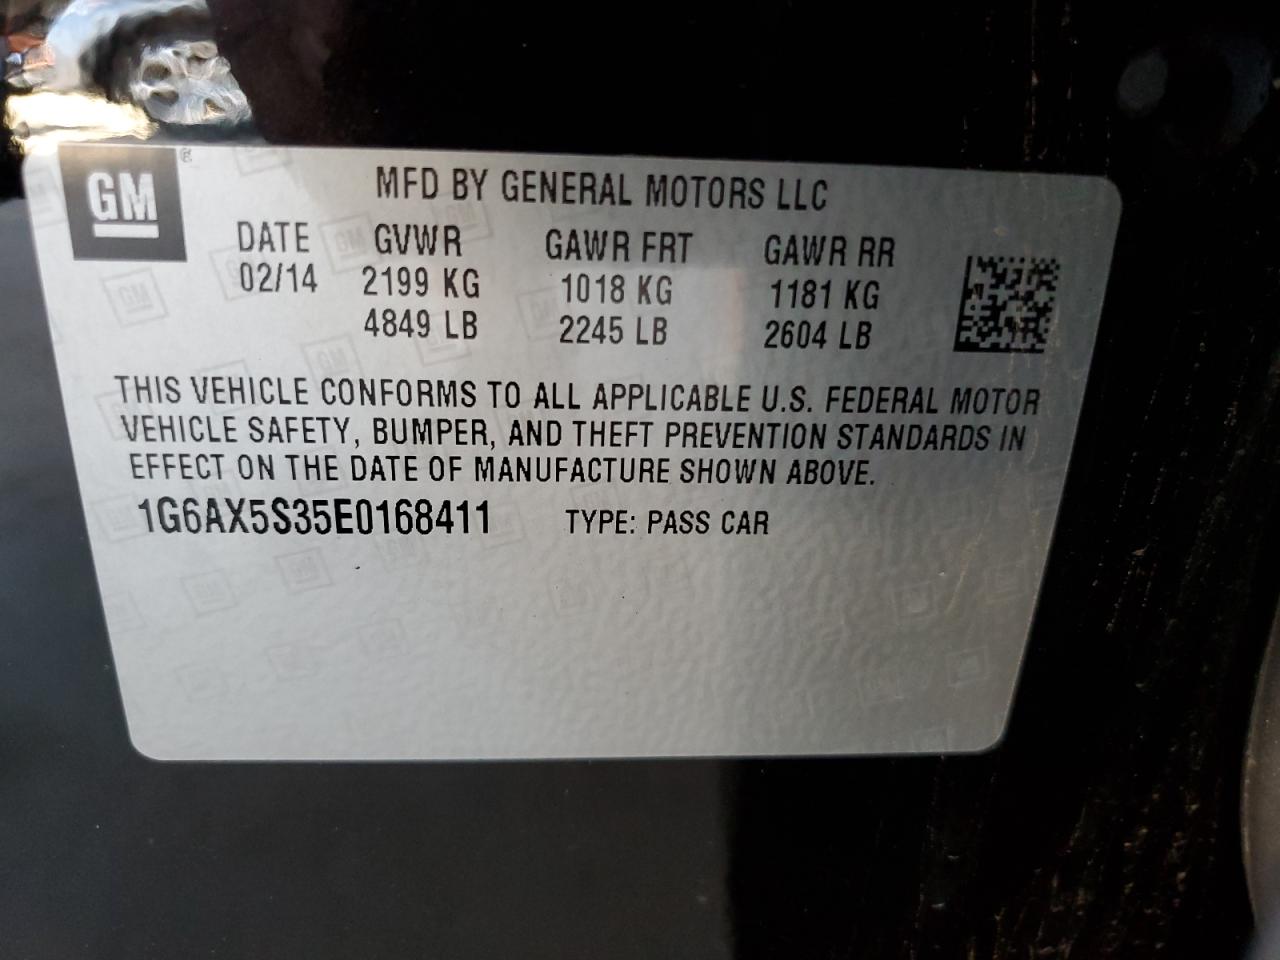 GM
MFD BY GENERAL MOTORS LLC
DATE GVWR GAWR FRT GAWR RR
02/14 2199 KG 1018 KG 1181 KG
4849 LB 2245 LB 2604 LB
THIS VEHICLE CONFORMS TO ALL APPLICABLE U.S. FEDERAL MOTOR
VEHICLE SAFETY, BUMPER, AND THEFT PREVENTION STANDARDS IN
EFFECT ON THE DATE OF MANUFACTURE SHOWN ABOVE.
1G6AX5S35E0168411 TYPE: PASS CAR